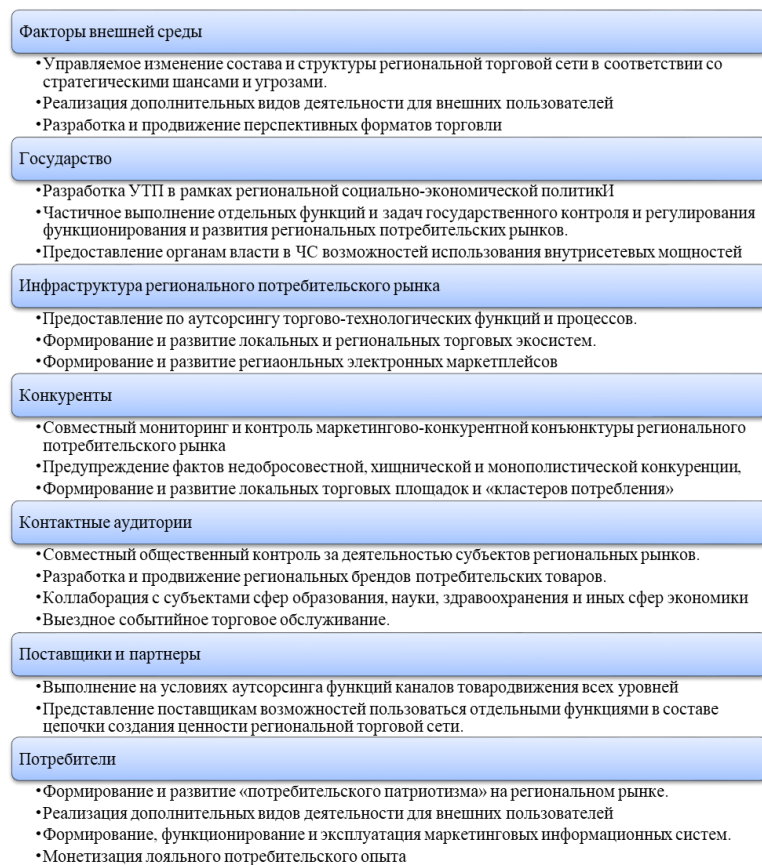 Факторы внешней среды
•Управляемое изменение состава и структуры региональной торговой сети в соответствии со
стратегическими шансами и угрозами.
•Реализация дополнительных видов деятельности для внешних пользователей
•Разработка и продвижение перспективных форматов торговли
Государство
•Разработка УТП в рамках региональной социально-экономической политикИ
•Частичное выполнение отдельных функций и задач государственного контроля и регулирования
функционирования и развития региональных потребительских рынков.
•Предоставление органам власти в ЧС возможностей использования внутрисетевых мощностей
Инфраструктура регионального потребительского рынка
•Предоставление по аутсорсингу торгово-технологических функций и процессов.
•Формирование и развитие локальных и региональных торговых экосистем.
•Формирование и развитие региаонльных электронных маркетплейсов
Конкуренты
•Совместный мониторинг и контроль маркетингово-конкурентной конъюнктуры регионального
потребительского рынка
•Предупреждение фактов недобросовестной, хищнической и монополистической конкуренции,
•Формирование и развитие локальных торговых площадок и «кластеров потребления»
Контактные аудитории
•Совместный общественный контроль за деятельностью субъектов региональных рынков.
•Разработка и продвижение региональных брендов потребительских товаров.
•Коллаборация с субъектами сфер образования, науки, здравоохранения и иных сфер экономики
•Выездное событийное торговое обслуживание.
Поставщики и партнеры
•Выполнение на условиях аутсорсинга функций каналов товародвижения всех уровней
•Представление поставщикам возможностей пользоваться отдельными функциями в составе
цепочки создания ценности региональной торговой сети.
Потребители
•Формирование и развитие «потребительского патриотизма» на региональном рынке.
•Реализация дополнительных видов деятельности для внешних пользователей
•Формирование, функционирование и эксплуатация маркетинговых информационных систем.
•Монетизация лояльного потребительского опыта